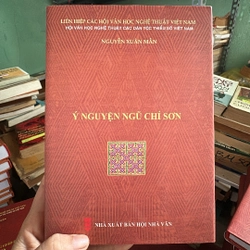 LIÊN HIỆP CÁC HỘI VĂN HỌC NGHỆ THUẬT VIỆT NAM
HỘI VĂN HỌC NGHỆ THUẬT CÁC DÂN TỘC THIỂU SỐ VIỆT NAM
NGUYỄN XUÂN MẪN
Ý NGUYỆN NGŨ CHỈ SƠN
NHÀ XUẤT BẢN HỘI NHÀ VĂN